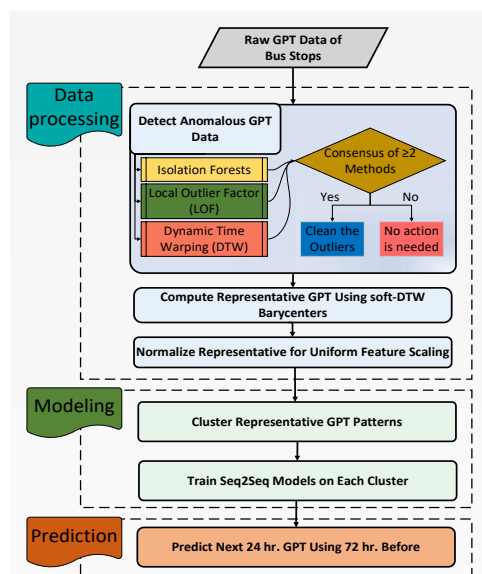 Raw GPT Data of
Bus Stops
Data
processing
Detect Anomalous GPT
Data
Isolation Forests
Local Outlier Factor
(LOF)
Dynamic Time
Warping (DTW)
Consensus of ≥2
Methods
Yes
No
Clean the
Outliers
No action
is needed
Compute Representative GPT Using soft-DTW
Barycenters
Normalize Representative for Uniform Feature Scaling
Modeling
Cluster Representative GPT Patterns
Train Seq2Seq Models on Each Cluster
Prediction
Predict Next 24 hr. GPT Using 72 hr. Before